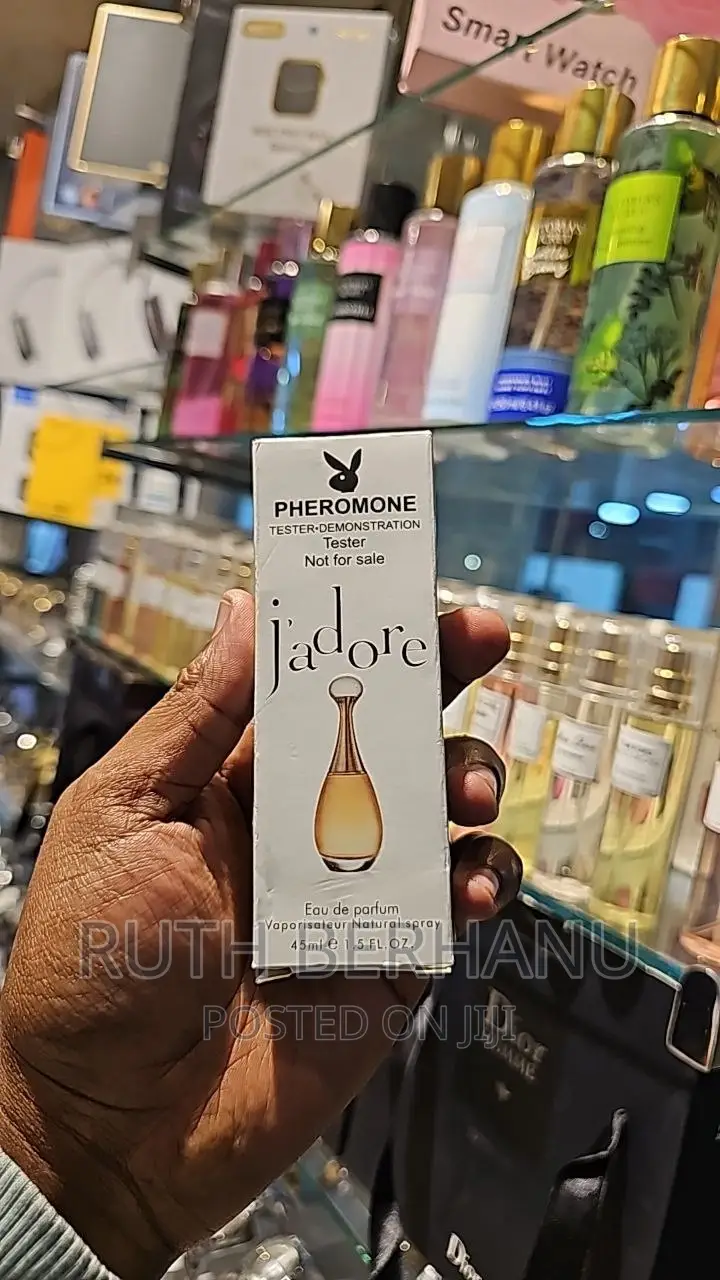 Smart Watch
PHEROMONE
TESTER•DEMONSTRATION
Tester
Not for sale
j'adore
Eau de parfum
Vaporisateur Natural spray
45ml e 1.5 FL.OZ.
RUTH BERHANU
POSTED ON JIJI
Dior